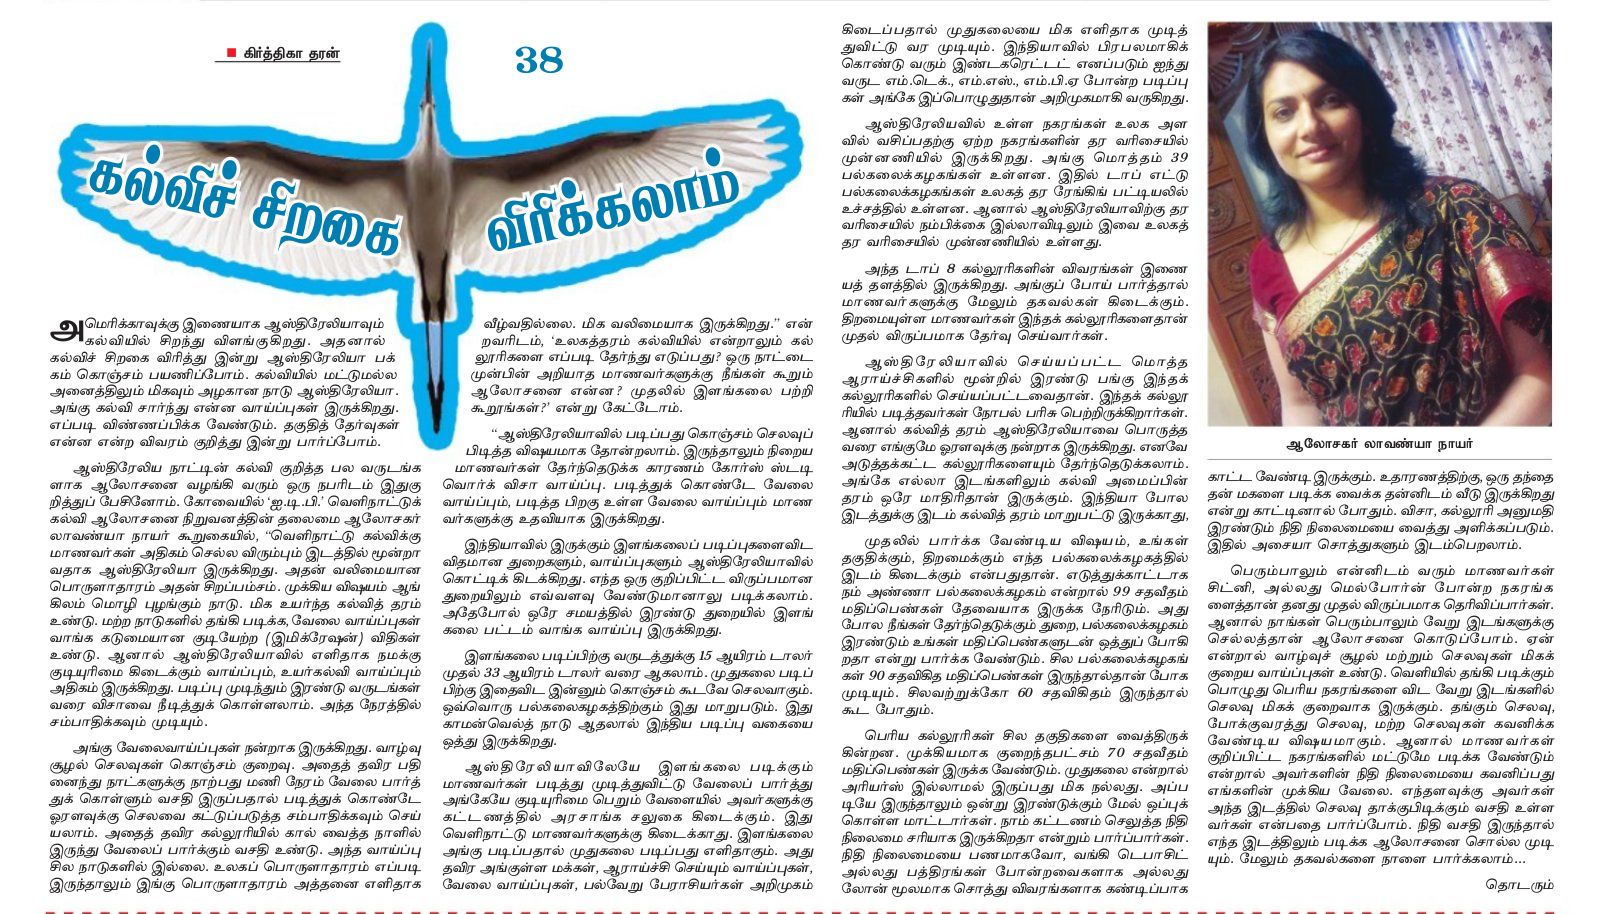 கிர்த்திகா தரன்
38
கல்விச் சிறகை விரிக்கலாம்
அமெரிக்காவுக்கு இணையாக ஆஸ்திரேலியாவும்
கல்வியில் சிறந்து விளங்குகிறது. அதனால்
கல்விச் சிறகை விரித்து இன்று ஆஸ்திரேலியா பக்
கம் கொஞ்சம் பயணிப்போம். கல்வியில் மட்டுமல்ல
அனைத்திலும் மிகவும் அழகான நாடு ஆஸ்திரேலியா.
அங்கு கல்வி சார்ந்து என்ன வாய்ப்புகள் இருக்கிறது.
எப்படி விண்ணப்பிக்க வேண்டும். தகுதித் தேர்வுகள்
என்ன என்ற விவரம் குறித்து இன்று பார்ப்போம்.
ஆஸ்திரேலிய நாட்டின் கல்வி குறித்த பல வருடங்க
ளாக ஆலோசனை வழங்கி வரும் ஒரு நபரிடம் இதுகு
றித்துப் பேசினோம். கோவையில் ‘ஐ.டி.பி.’ வெளிநாட்டுக்
கல்வி ஆலோசனை நிறுவனத்தின் தலைமை ஆலோசகர்
லாவண்யா நாயர் கூறுகையில், “வெளிநாட்டு கல்விக்கு
மாணவர்கள் அதிகம் செல்ல விரும்பும் இடத்தில் மூன்றா
வதாக ஆஸ்திரேலியா இருக்கிறது. அதன் வலிமையான
பொருளாதாரம் அதன் சிறப்பம்சம். முக்கிய விஷயம் ஆங்
கிலம் மொழி புழங்கும் நாடு. மிக உயர்ந்த கல்வித் தரம்
உண்டு. மற்ற நாடுகளில் தங்கி படிக்க, வேலை வாய்ப்புகள்
வாங்க கடுமையான குடியேற்ற (இமிக்ரேஷன்) விதிகள்
உண்டு. ஆனால் ஆஸ்திரேலியாவில் எளிதாக நமக்கு
குடியுரிமை கிடைக்கும் வாய்ப்பும், உயர்கல்வி வாய்ப்பும்
அதிகம் இருக்கிறது. படிப்பு முடிந்தும் இரண்டு வருடங்கள்
வரை விசாவை நீடித்துக் கொள்ளலாம். அந்த நேரத்தில்
சம்பாதிக்கவும் முடியும்.
அங்கு வேலைவாய்ப்புகள் நன்றாக இருக்கிறது. வாழ்வு
சூழல் செலவுகள் கொஞ்சம் குறைவு. அதைத் தவிர பதி
னைந்து நாட்களுக்கு நாற்பது மணி நேரம் வேலை பார்த்
துக் கொள்ளும் வசதி இருப்பதால் படித்துக் கொண்டே
ஓரளவுக்கு செலவை கட்டுப்படுத்த சம்பாதிக்கவும் செய்
யலாம். அதைத் தவிர கல்லூரியில் கால் வைத்த நாளில்
இருந்து வேலைப் பார்க்கும் வசதி உண்டு. அந்த வாய்ப்பு
சில நாடுகளில் இல்லை. உலகப் பொருளாதாரம் எப்படி
இருந்தாலும் இங்கு பொருளாதாரம் அத்தனை எளிதாக
வீழ்வதில்லை. மிக வலிமையாக இருக்கிறது.” என்
றவரிடம், ‘உலகத்தரம் கல்வியில் என்றாலும் கல்
லூரிகளை எப்படி தேர்ந்து எடுப்பது? ஒரு நாட்டை
முன்பின் அறியாத மாணவர்களுக்கு நீங்கள் கூறும்
ஆலோசனை என்ன? முதலில் இளங்கலை பற்றி
கூறூங்கள்?’ என்று கேட்டோம்.
“ஆஸ்திரேலியாவில் படிப்பது கொஞ்சம் செலவுப்
பிடித்த விஷயமாக தோன்றலாம். இருந்தாலும் நிறைய
மாணவர்கள் தேர்ந்தெடுக்க காரணம் கோர்ஸ் ஸ்டடி
வொர்க் விசா வாய்ப்பு. படித்துக் கொண்டே வேலை
வாய்ப்பும், படித்த பிறகு உள்ள வேலை வாய்ப்பும் மாண
வர்களுக்கு உதவியாக இருக்கிறது.
இந்தியாவில் இருக்கும் இளங்கலைப் படிப்புகளைவிட
விதமான துறைகளும், வாய்ப்புகளும் ஆஸ்திரேலியாவில்
கொட்டிக் கிடக்கிறது. எந்த ஒரு குறிப்பிட்ட விருப்பமான
துறையிலும் எவ்வளவு வேண்டுமானாலு படிக்கலாம்.
அதேபோல் ஒரே சமயத்தில் இரண்டு துறையில் இளங்
கலை பட்டம் வாங்க வாய்ப்பு இருக்கிறது.
இளங்கலை படிப்பிற்கு வருடத்துக்கு 15 ஆயிரம் டாலர்
முதல் 33 ஆயிரம் டாலர் வரை ஆகலாம். முதுகலை படிப்
பிற்கு இதைவிட இன்னும் கொஞ்சம் கூடவே செலவாகும்.
ஒவ்வொரு பல்கலைகழகத்திற்கும் இது மாறுபடும். இது
காமன்வெல்த் நாடு ஆதலால் இந்திய படிப்பு வகையை
ஒத்து இருக்கிறது.
ஆஸ்திரேலியாவிலேயே இளங்கலை படிக்கும்
மாணவர்கள் படித்து முடித்துவிட்டு வேலைப் பார்த்து
அங்கேயே குடியுரிமை பெறும் வேளையில் அவர்களுக்கு
கட்டணத்தில் அரசாங்க சலுகை கிடைக்கும். இது
வெளிநாட்டு மாணவர்களுக்கு கிடைக்காது. இளங்கலை
அங்கு படிப்பதால் முதுகலை படிப்பது எளிதாகும். அது
தவிர அங்குள்ள மக்கள், ஆராய்ச்சி செய்யும் வாய்ப்புகள்,
வேலை வாய்ப்புகள், பல்வேறு பேராசியர்கள் அறிமுகம்
கிடைப்பதால் முதுகலையை மிக எளிதாக முடித்
துவிட்டு வர முடியும். இந்தியாவில் பிரபலமாகிக்
கொண்டு வரும் இண்டகரெட்டட் எனப்படும் ஐந்து
வருட எம்.டெக்., எம்.எஸ்., எம்.பி.ஏ போன்ற படிப்பு
கள் அங்கே இப்பொழுதுதான் அறிமுகமாகி வருகிறது.
ஆஸ்திரேலியவில் உள்ள நகரங்கள் உலக அள
வில் வசிப்பதற்கு ஏற்ற நகரங்களின் தர வரிசையில்
முன்னணியில் இருக்கிறது. அங்கு மொத்தம் 39
பல்கலைக்கழகங்கள் உள்ளன. இதில் டாப் எட்டு
பல்கலைக்கழகங்கள் உலகத் தர ரேங்கிங் பட்டியலில்
உச்சத்தில் உள்ளன. ஆனால் ஆஸ்திரேலியாவிற்கு தர
வரிசையில் நம்பிக்கை இல்லாவிடிலும் இவை உலகத்
தர வரிசையில் முன்னணியில் உள்ளது.
அந்த டாப் 8 கல்லூரிகளின் விவரங்கள் இணை
யத் தளத்தில் இருக்கிறது. அங்குப் போய் பார்த்தால்
மாணவர்களுக்கு மேலும் தகவல்கள் கிடைக்கும்.
திறமையுள்ள மாணவர்கள் இந்தக் கல்லூரிகளைதான்
முதல் விருப்பமாக தேர்வு செய்வார்கள்.
ஆஸ்திரேலியாவில் செய்யப்பட்ட மொத்த
ஆராய்ச்சிகளில் மூன்றில் இரண்டு பங்கு இந்தக்
கல்லூரிகளில் செய்யப்பட்டவைதான். இந்தக் கல்லூ
ரியில் படித்தவர்கள் நோபல் பரிசு பெற்றிருக்கிறார்கள்.
ஆனால் கல்வித் தரம் ஆஸ்திரேலியாவை பொருத்த
வரை எங்குமே ஓரளவுக்கு நன்றாக இருக்கிறது. எனவே
அடுத்தக்கட்ட கல்லூரிகளையும் தேர்ந்தெடுக்கலாம்.
அங்கே எல்லா இடங்களிலும் கல்வி அமைப்பின்
தரம் ஒரே மாதிரிதான் இருக்கும். இந்தியா போல
இடத்துக்கு இடம் கல்வித் தரம் மாறுபட்டு இருக்காது,
முதலில் பார்க்க வேண்டிய விஷயம், உங்கள்
தகுதிக்கும், திறமைக்கும் எந்த பல்கலைக்கழகத்தில்
இடம் கிடைக்கும் என்பதுதான். எடுத்துக்காட்டாக
நம் அண்ணா பல்கலைக்கழகம் என்றால் 99 சதவீதம்
மதிப்பெண்கள் தேவையாக இருக்க நேரிடும். அது
போல நீங்கள் தேர்ந்தெடுக்கும் துறை, பல்கலைக்கழகம்
இரண்டும் உங்கள் மதிப்பெண்களுடன் ஒத்துப் போகி
றதா என்று பார்க்க வேண்டும். சில பல்கலைக்கழகங்
கள் 90 சதவிகித மதிப்பெண்கள் இருந்தால்தான் போக
முடியும். சிலவற்றுக்கோ 60 சதவிகிதம் இருந்தால்
கூட போதும்.
பெரிய கல்லூரிகள் சில தகுதிகளை வைத்திருக்
கின்றன. முக்கியமாக குறைந்தபட்சம் 70 சதவீதம்
மதிப்பெண்கள் இருக்க வேண்டும். முதுகலை என்றால்
அரியர்ஸ் இல்லாமல் இருப்பது மிக நல்லது. அப்ப
டியே இருந்தாலும் ஒன்று இரண்டுக்கும் மேல் ஒப்புக்
கொள்ள மாட்டார்கள். நாம் கட்டணம் செலுத்த நிதி
நிலைமை சரியாக இருக்கிறதா என்றும் பார்ப்பார்கள்.
நிதி நிலைமையை பணமாகவோ, வங்கி டெபாசிட்
அல்லது பத்திரங்கள் போன்றவைகளாக அல்லது
லோன் மூலமாக சொத்து விவரங்களாக கண்டிப்பாக
ஆலோசகர் லாவண்யா நாயர்
காட்ட வேண்டி இருக்கும். உதாரணத்திற்கு, ஒரு தந்தை
தன் மகளை படிக்க வைக்க தன்னிடம் வீடு இருக்கிறது
என்று காட்டினால் போதும். விசா, கல்லூரி அனுமதி
இரண்டும் நிதி நிலைமையை வைத்து அளிக்கப்படும்.
இதில் அசையா சொத்துகளும் இடம்பெறலாம்.
பெரும்பாலும் என்னிடம் வரும் மாணவர்கள்
சிட்னி, அல்லது மெல்போர்ன் போன்ற நகரங்க
ளைத்தான் தனது முதல் விருப்பமாக தெரிவிப்பார்கள்.
ஆனால் நாங்கள் பெரும்பாலும் வேறு இடங்களுக்கு
செல்லத்தான் ஆலோசனை கொடுப்போம். ஏன்
என்றால் வாழ்வுச் சூழல் மற்றும் செலவுகள் மிகக்
குறைய வாய்ப்புகள் உண்டு. வெளியில் தங்கி படிக்கும்
பொழுது பெரிய நகரங்களை விட வேறு இடங்களில்
செலவு மிகக் குறைவாக இருக்கும். தங்கும் செலவு,
போக்குவரத்து செலவு, மற்ற செலவுகள் கவனிக்க
வேண்டிய விஷயமாகும். ஆனால் மாணவர்கள்
குறிப்பிட்ட நகரங்களில் மட்டுமே படிக்க வேண்டும்
என்றால் அவர்களின் நிதி நிலைமையை கவனிப்பது
எங்களின் முக்கிய வேலை. எந்தளவுக்கு அவர்கள்
அந்த இடத்தில் செலவு தாக்குபிடிக்கும் வசதி உள்ள
வர்கள் என்பதை பார்ப்போம். நிதி வசதி இருந்தால்
எந்த இடத்திலும் படிக்க ஆலோசனை சொல்ல முடி
யும். மேலும் தகவல்களை நாளை பார்க்கலாம்...
தொடரும்